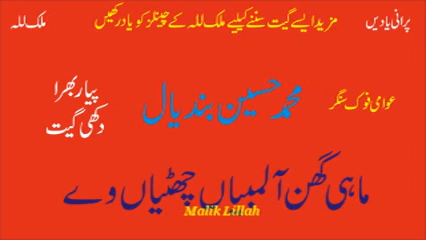 پرانی یادیں
مزید ایسے گیت سننے کیلیے ملک للہ کے چینلز کو یاد رکھیں
ملک للہ
عوامی فوک سنگر
محمد حسین بندیال
پیار بھرا
دکھی گیت
ماہی گھن آ لمبیاں چھٹیاں وے
Malik Lillah